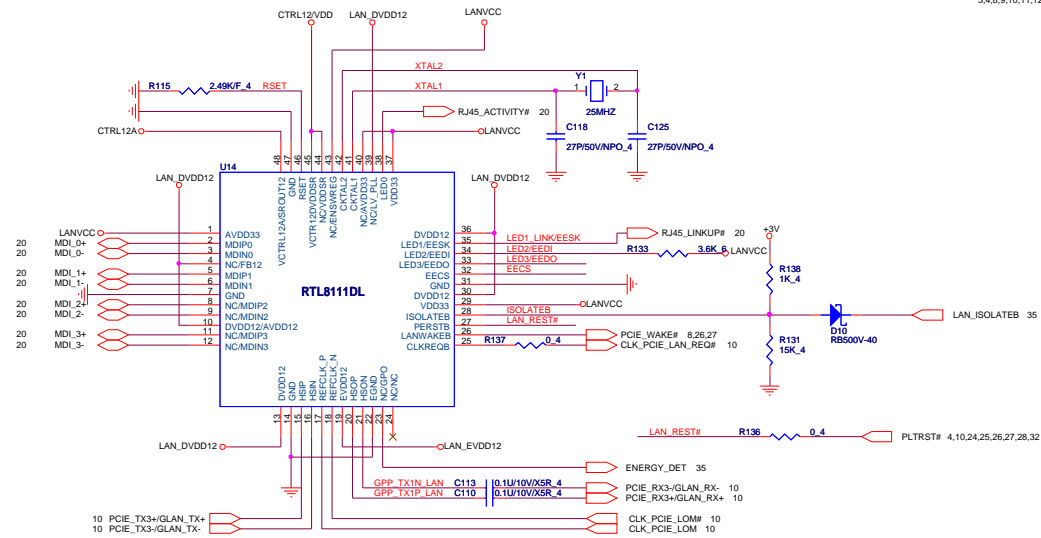 3,4,8,9,10,11,12
CTRL12/VDD LAN_DVDD12 LANVCC
XTAL2
R115 2.49K/F_4 RSET XTAL1 Y1
1 2
25MHZ
RJ45_ACTIVITY# 20
CTRL12A LANVCC C118 C125
27P/50V/NPO_4 27P/50V/NPO_4
48 47 46 45 44 43 42 41 40 39 38 37
U14
VCTRL12A/SROUT12
GND
RSET
VCTR12DVDDSR
NC/VDDSR
NC/ENSWREG
CKTAL2
CKTAL1
NC/AVDD33
NC/LV_PLL
LED0
VDD33
LAN_DVDD12 LAN_DVDD12
LANVCC 1 AVDD33
20 MDI_0+ 2 MDIP0
20 MDI_0- 3 MDIN0
4 NC/FB12
20 MDI_1+ 5 MDIP1
20 MDI_1- 6 MDIN1
7 GND
20 MDI_2+ 8 NC/MDIP2
20 MDI_2- 9 NC/MDIN2
10 DVDD12/AVDD12
20 MDI_3+ 11 NC/MDIP3
20 MDI_3- 12 NC/MDIN3
RTL8111DL
DVDD12 36
LED1/EESK 35 LED1_LINK/EESK RJ45_LINKUP# 20
LED2/EEDI 34 LED2/EEDI R133 3.6K_6 LANVCC
LED3/EEDO 33 LED3/EEDO
EECS 32 EECS
GND 31
DVDD12 30
VDD33 29 LANVCC
ISOLATEB 28 ISOLATEB
PERSTB 27 LAN_REST#
LANWAKEB 26 PCIE_WAKE# 8,26,27
CLKREQB 25 R137 0_4 CLK_PCIE_LAN_REQ# 10
+3V
R138
1K_4
LAN_ISOLATEB 35
D10
RB500V-40
R131
15K_4
DVDD12
GND
HSIP
HSIN
REFCLK_P
REFCLK_N
EVDD12
HSOP
HSON
EGND
NC/GPO
NC/NC
13 14 15 16 17 18 19 20 21 22 23 24
LAN_DVDD12 LAN_EVDD12
LAN_REST# R136 0_4 PLTRST# 4,10,24,25,26,27,28,32
ENERGY_DET 35
GPP_TX1N_LAN C113 0.1U/10V/X5R_4 PCIE_RX3-/GLAN_RX- 10
GPP_TX1P_LAN C110 0.1U/10V/X5R_4 PCIE_RX3+/GLAN_RX+ 10
10 PCIE_TX3+/GLAN_TX+ CLK_PCIE_LOM# 10
10 PCIE_TX3-/GLAN_TX- CLK_PCIE_LOM 10